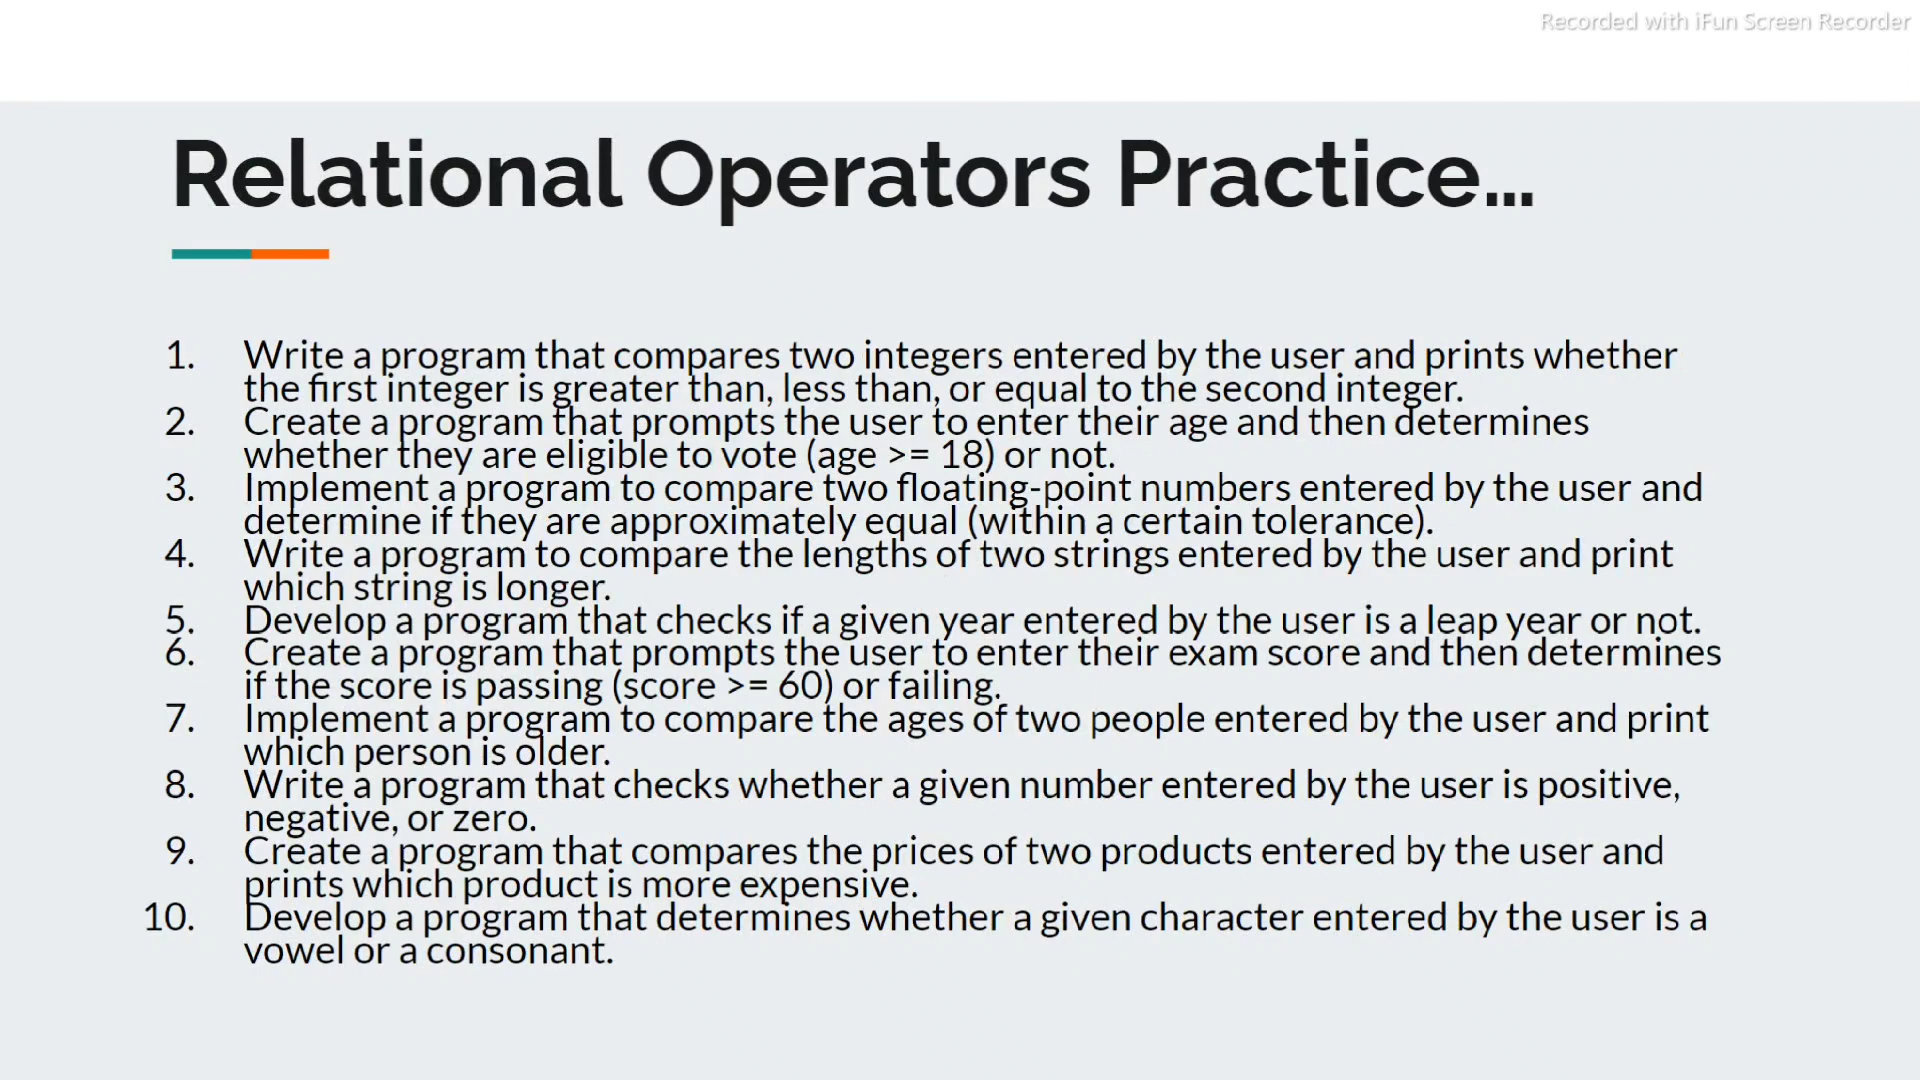 Recorded with iFun Screen Recorder
Relational Operators Practice...
1. Write a program that compares two integers entered by the user and prints whether
the first integer is greater than, less than, or equal to the second integer.
2. Create a program that prompts the user to enter their age and then determines
whether they are eligible to vote (age >= 18) or not.
3. Implement a program to compare two floating-point numbers entered by the user and
determine if they are approximately equal (within a certain tolerance).
4. Write a program to compare the lengths of two strings entered by the user and print
which string is longer.
5. Develop a program that checks if a given year entered by the user is a leap year or not.
6. Create a program that prompts the user to enter their exam score and then determines
if the score is passing (score >= 60) or failing.
7. Implement a program to compare the ages of two people entered by the user and print
which person is older.
8. Write a program that checks whether a given number entered by the user is positive,
negative, or zero.
9. Create a program that compares the prices of two products entered by the user and
prints which product is more expensive.
10. Develop a program that determines whether a given character entered by the user is a
vowel or a consonant.